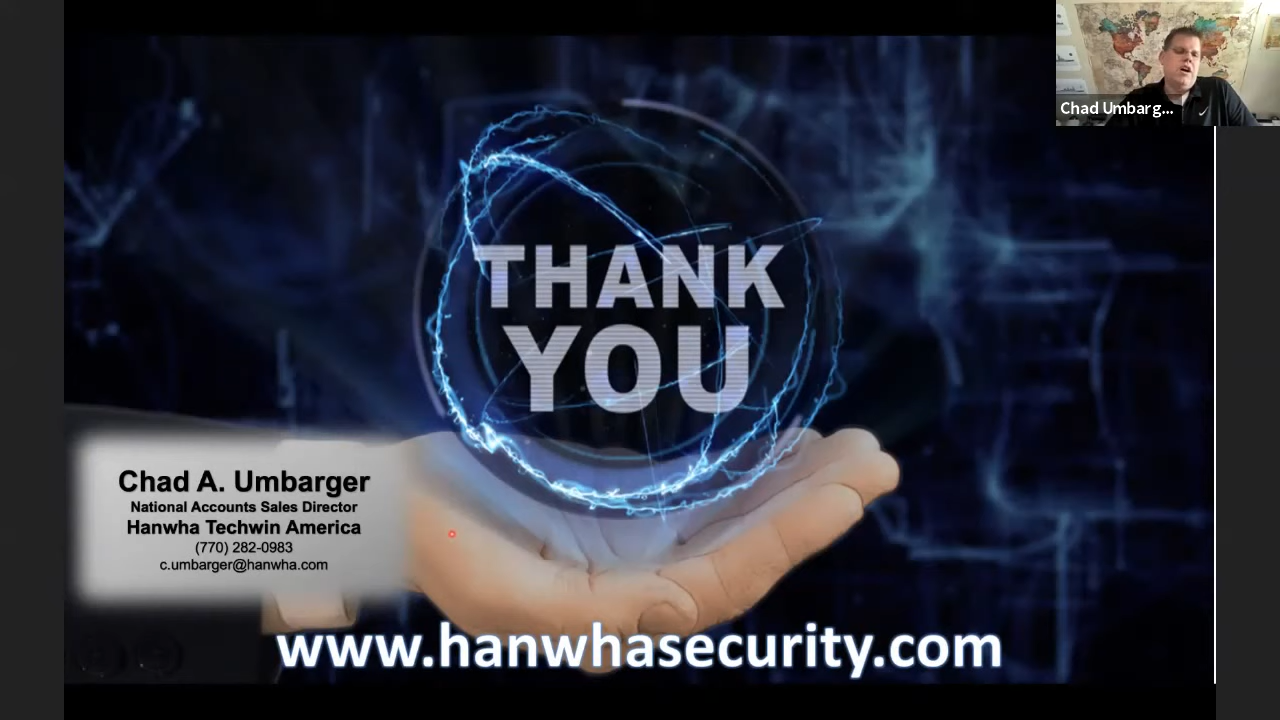 Chad Umbarg...
THANK
YOU
Chad A. Umbarger
National Accounts Sales Director
Hanwha Techwin America
(770) 282-0983
c.umbarger@hanwha.com
www.hanwhasecurity.com